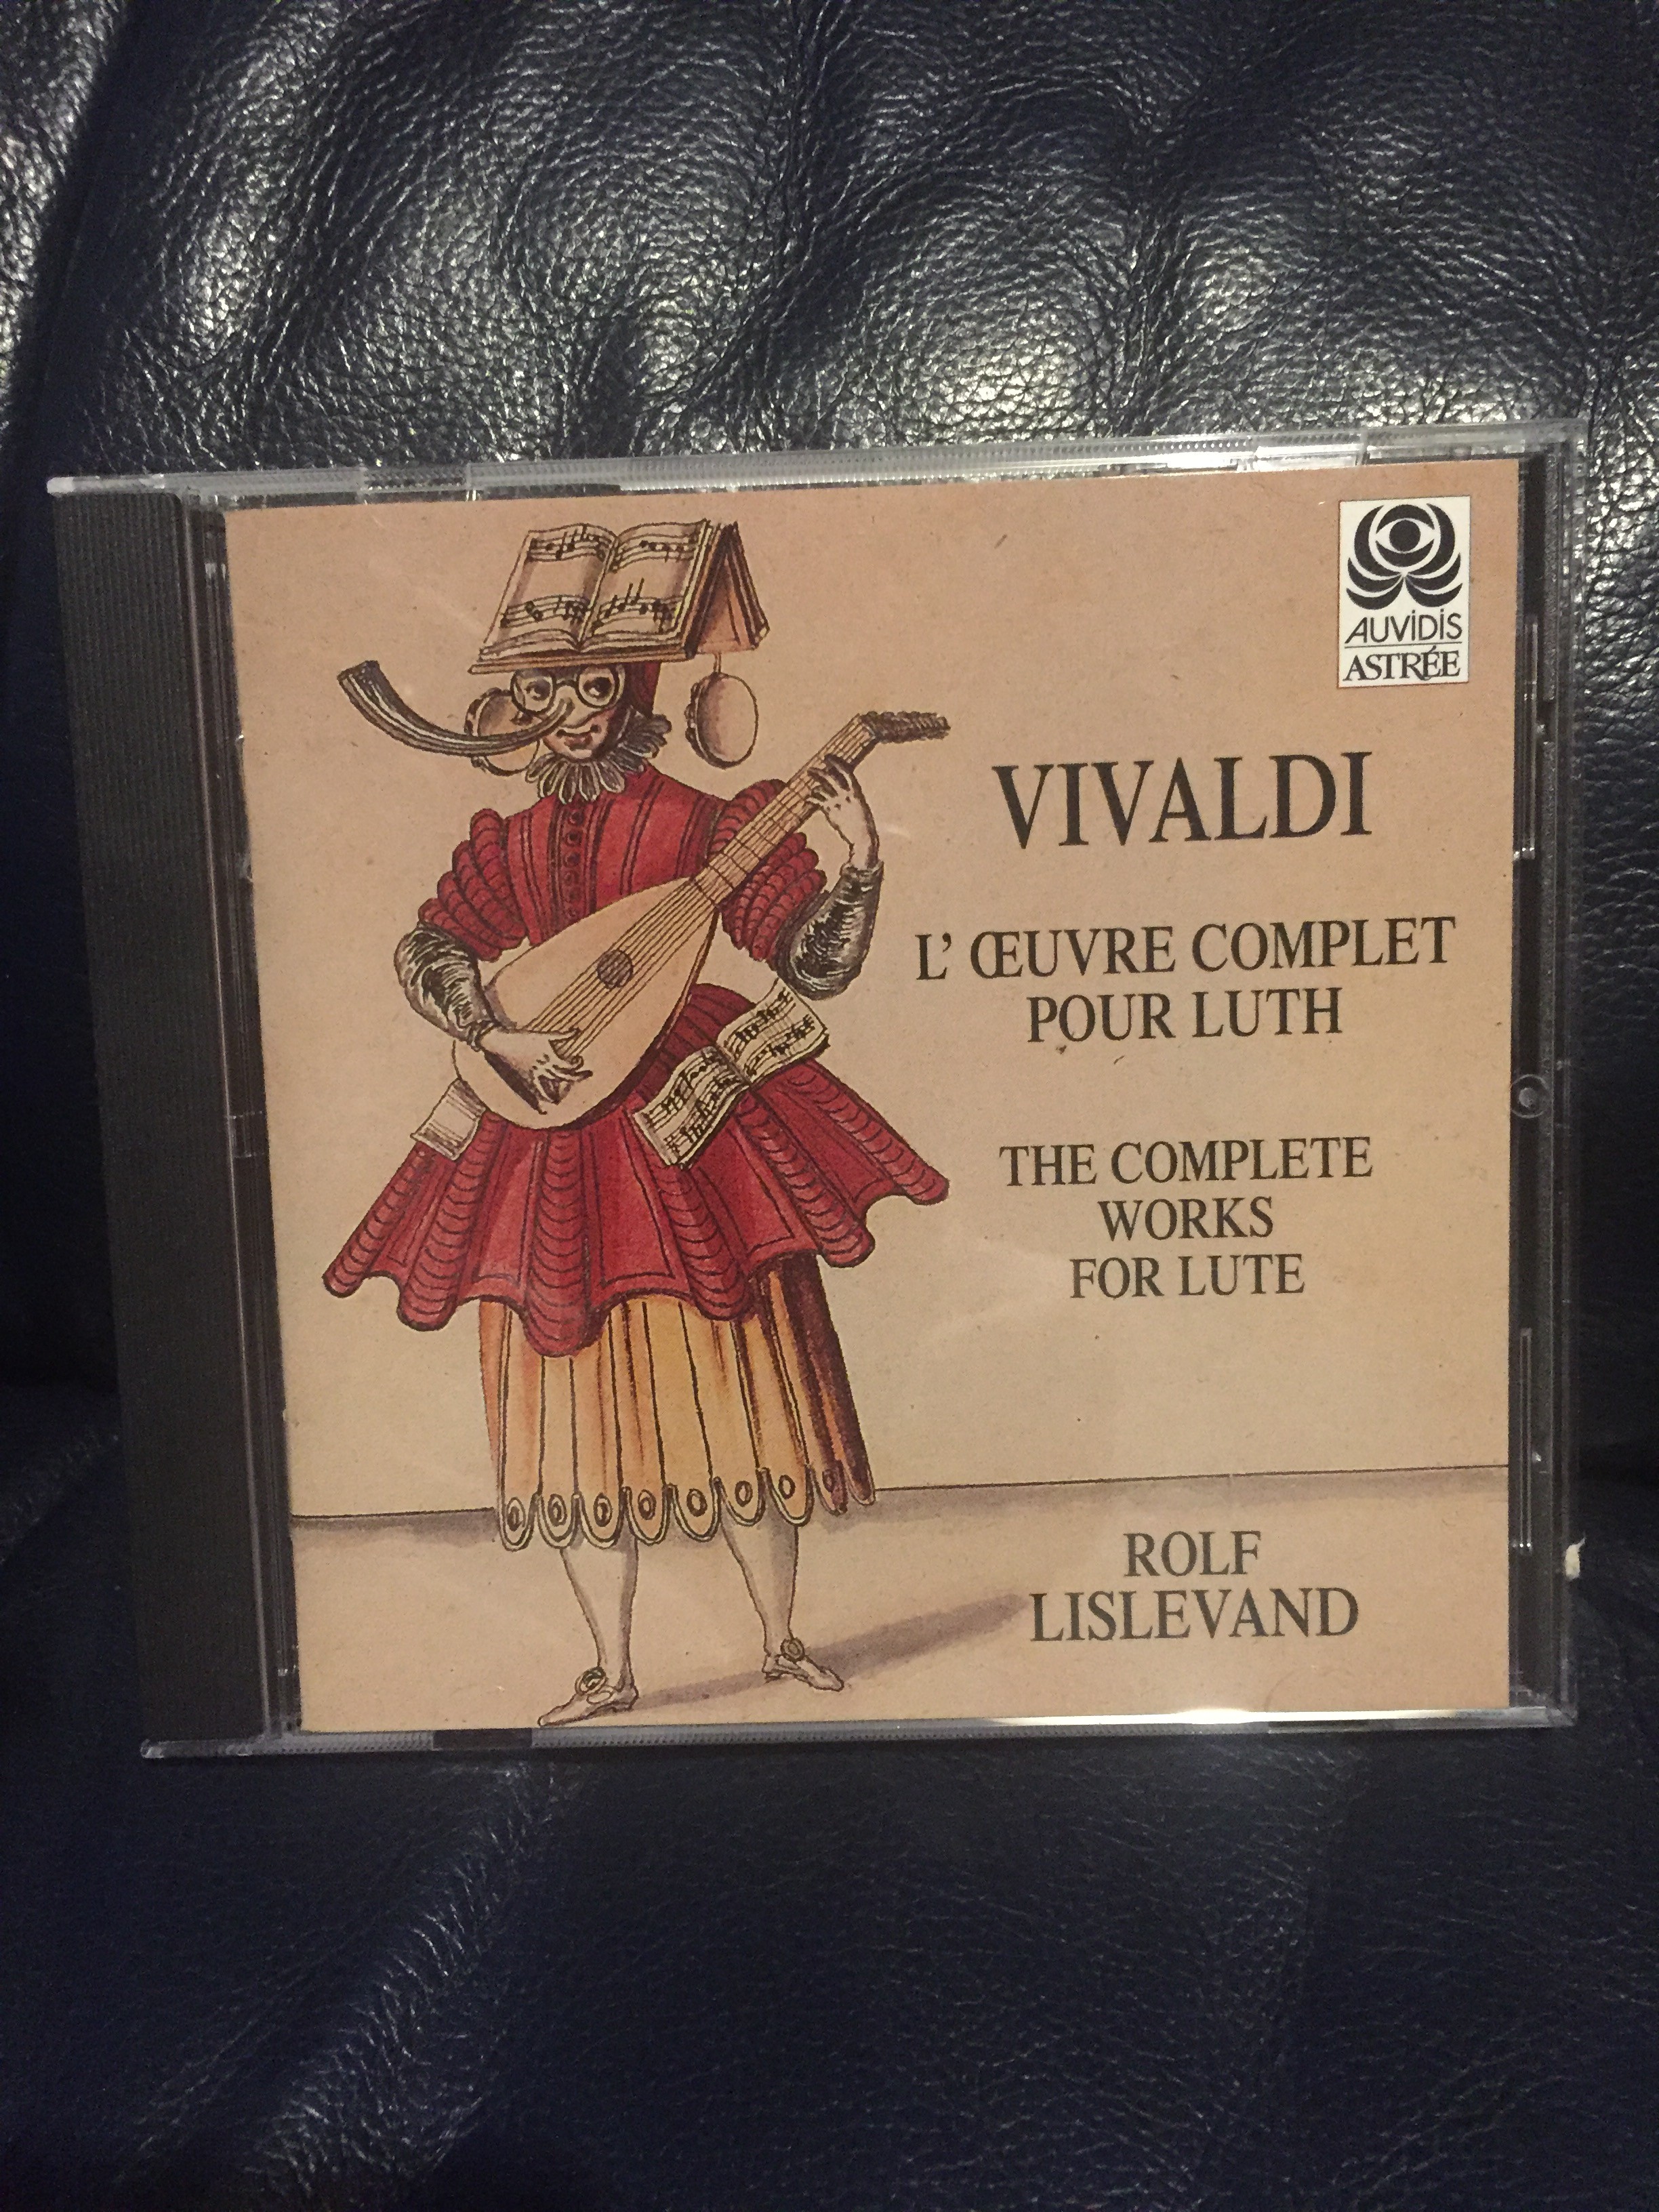 AUVIDIS
ASTRÉE
VIVALDI
L' ŒUVRE COMPLET
POUR LUTH
THE COMPLETE
WORKS
FOR LUTE
ROLF
LISLEVAND